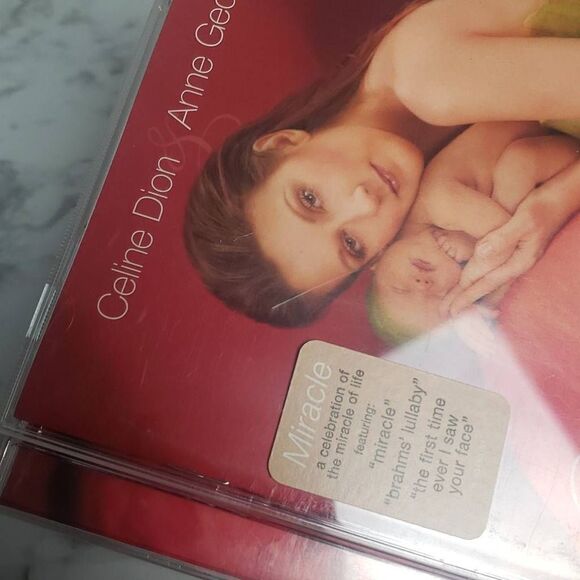 Celine Dion & Anne Ged
Miracle
a celebration of
the miracle of life
featuring:
"miracle"
"brahms' lullaby"
"the first time
ever I saw
your face"